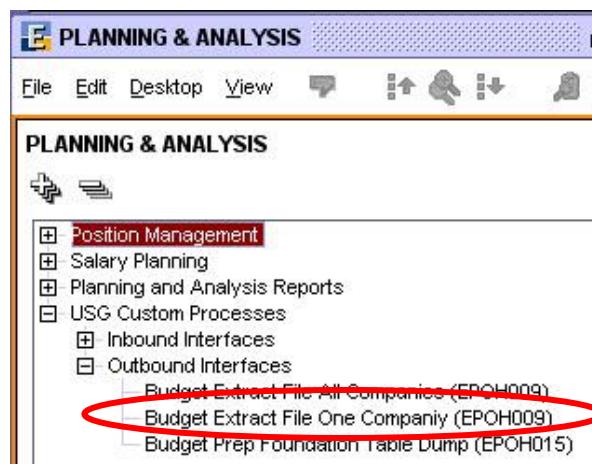 PLANNING & ANALYSIS
File Edit Desktop View
PLANNING & ANALYSIS
Position Management
Salary Planning
Planning and Analysis Reports
USG Custom Processes
Inbound Interfaces
Outbound Interfaces
Budget Extract File All Companies (EPOH009)
Budget Extract File One Companiy (EPOH009)
Budget Prep Foundation Table Dump (EPOH015)